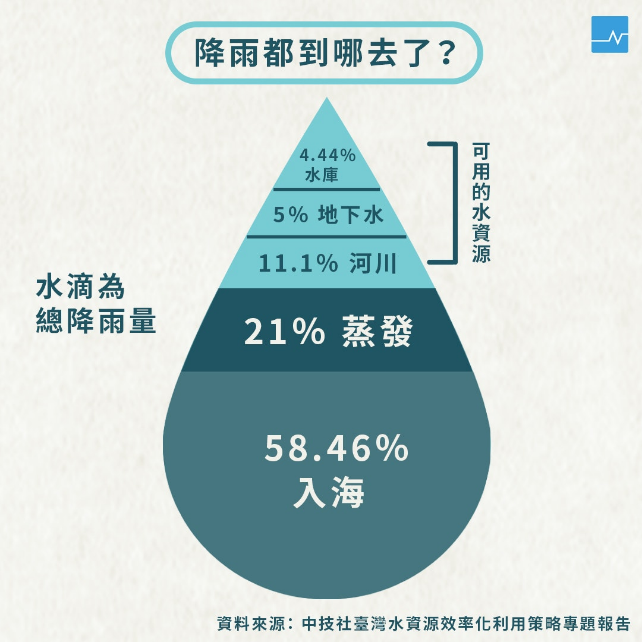 降雨都到哪去了？
4.44%
水庫
5% 地下水
11.1% 河川
可用的水資源
水滴為
總降雨量
21% 蒸發
58.46%
入海
資料來源：中技社臺灣水資源效率化利用策略專題報告